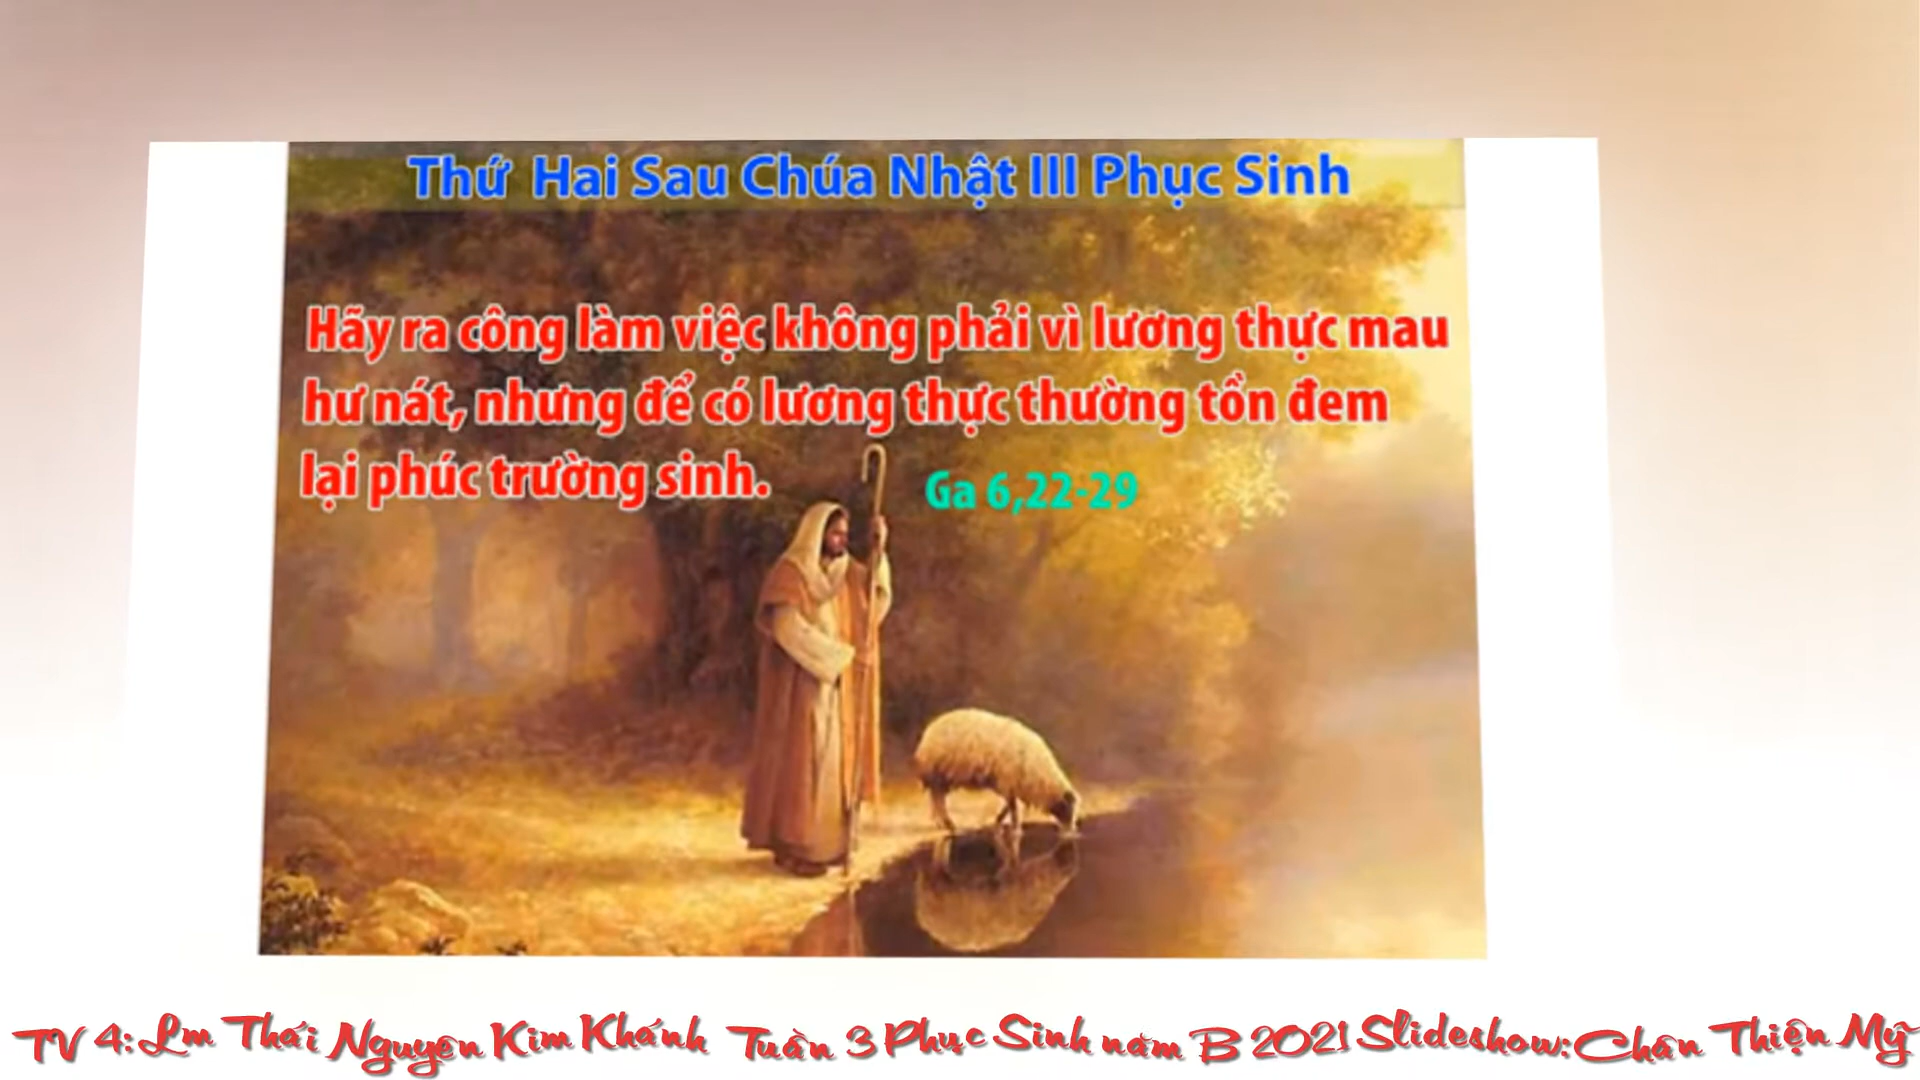 Thứ Hai Sau Chúa Nhật III Phục Sinh
Hãy ra công làm việc không phải vì lương thực mau
hư nát, nhưng để có lương thực thường tồn đem
lại phúc trường sinh.
Ga 6,22-29
TV 4: Lm Thái Nguyên Kim Khánh Tuần 3 Phục Sinh năm B 2021 Slideshow: Chân Thiện Mỹ